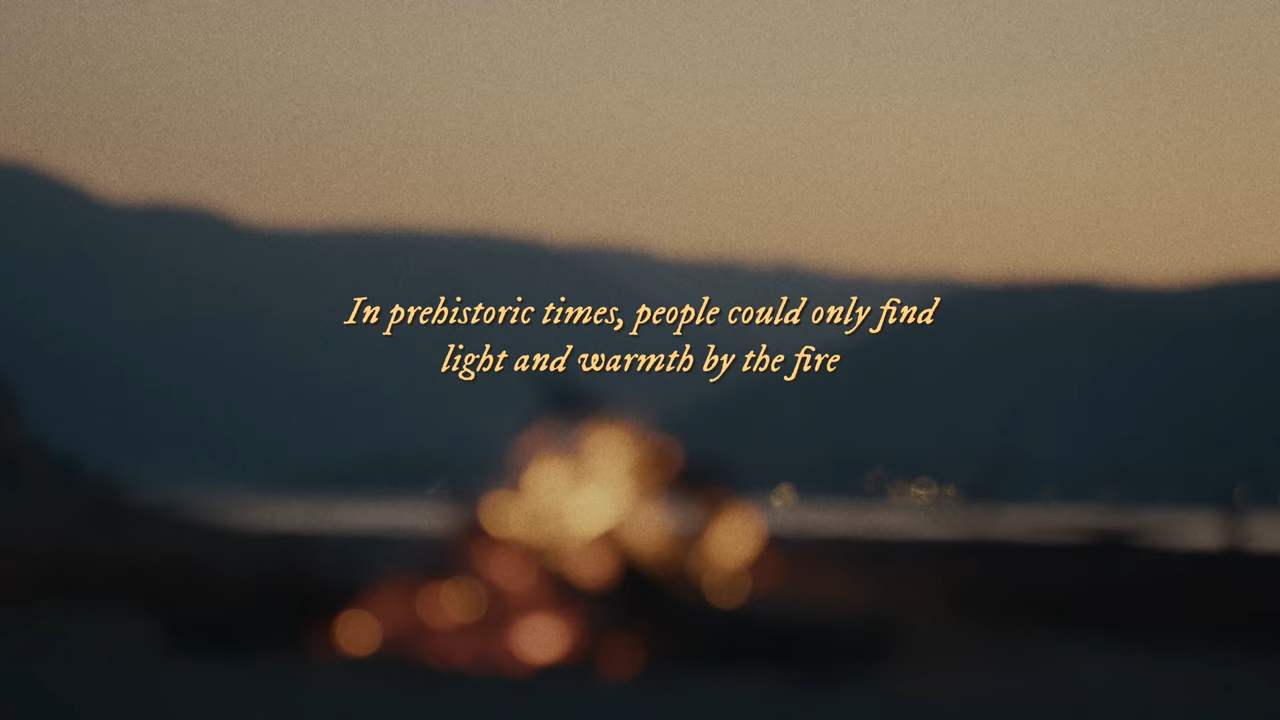 In prehistoric times, people could only find
light and warmth by the fire